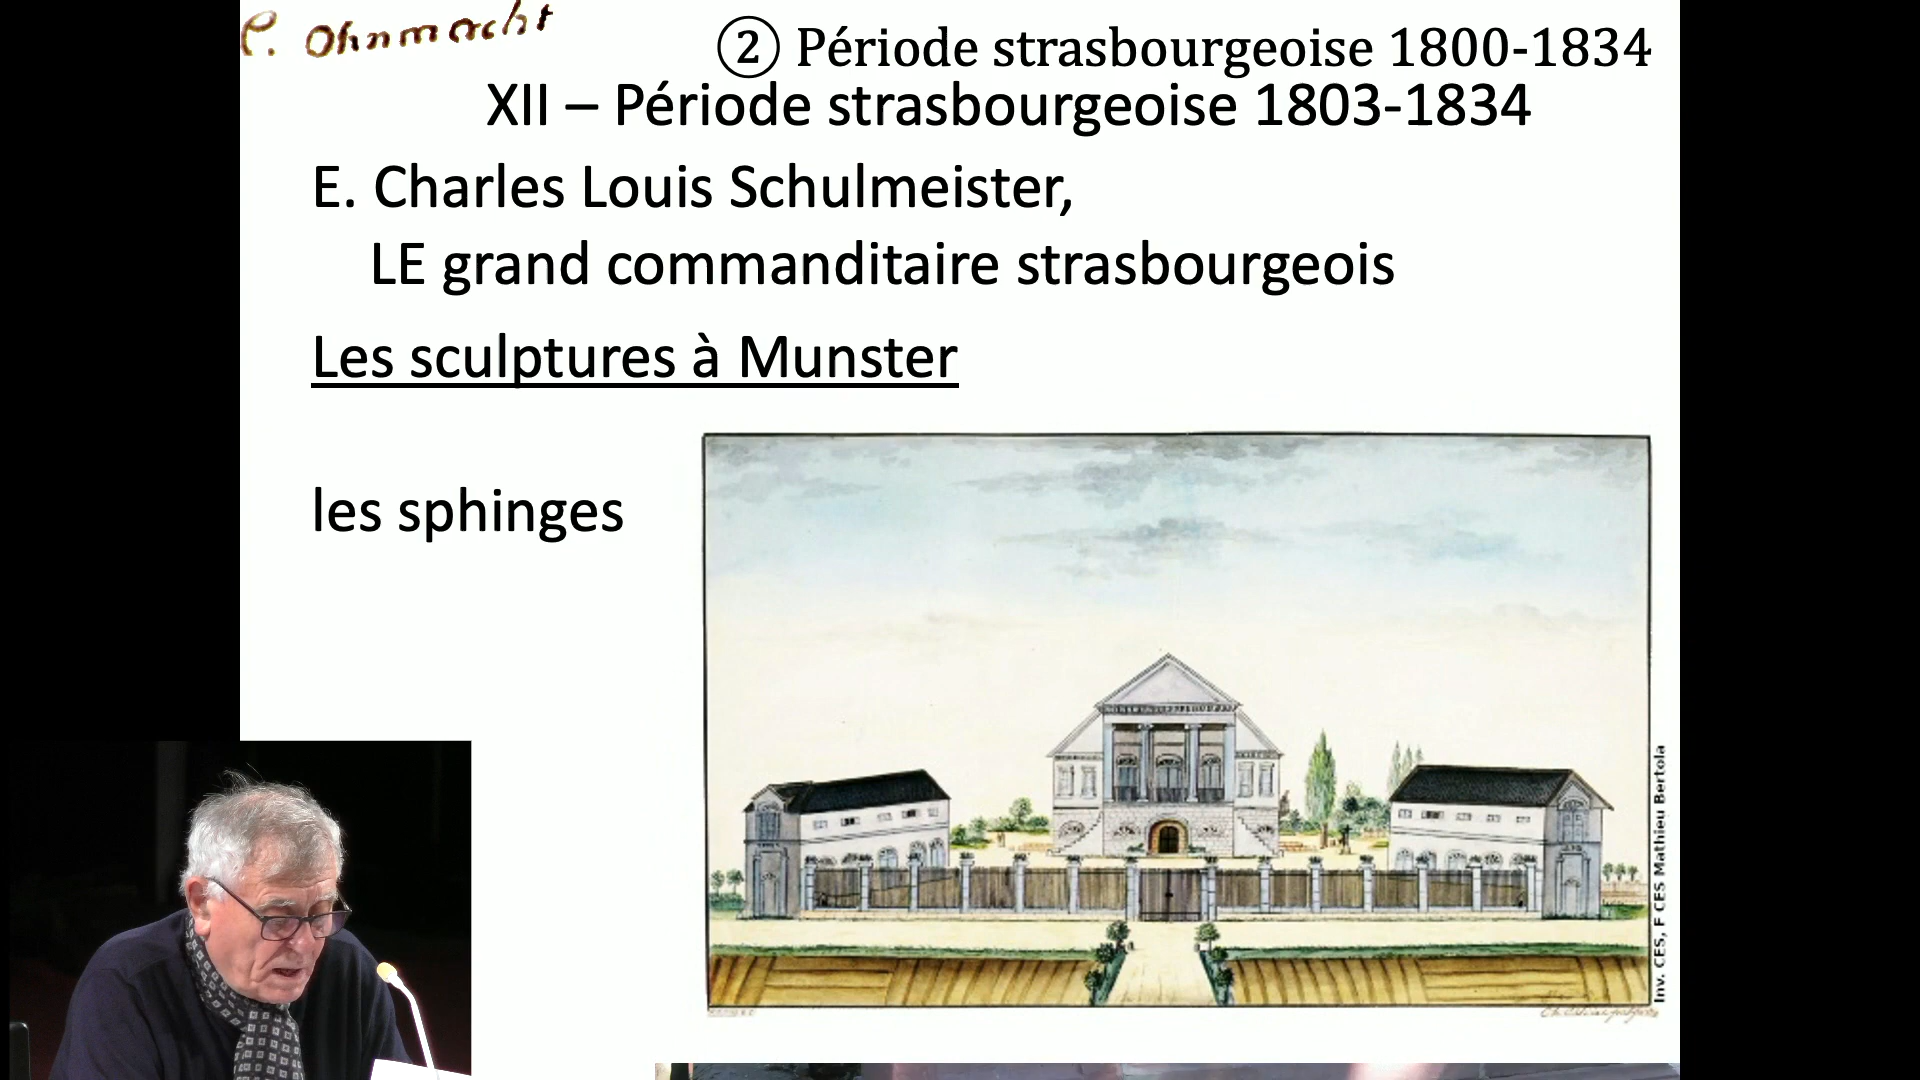 P. Ohnmacht
② Période strasbourgeoise 1800-1834
XII – Période strasbourgeoise 1803-1834
E. Charles Louis Schulmeister,
LE grand commanditaire strasbourgeois
Les sculptures à Munster
les sphinges
Inv. CES, F CES Mathieu Bertola